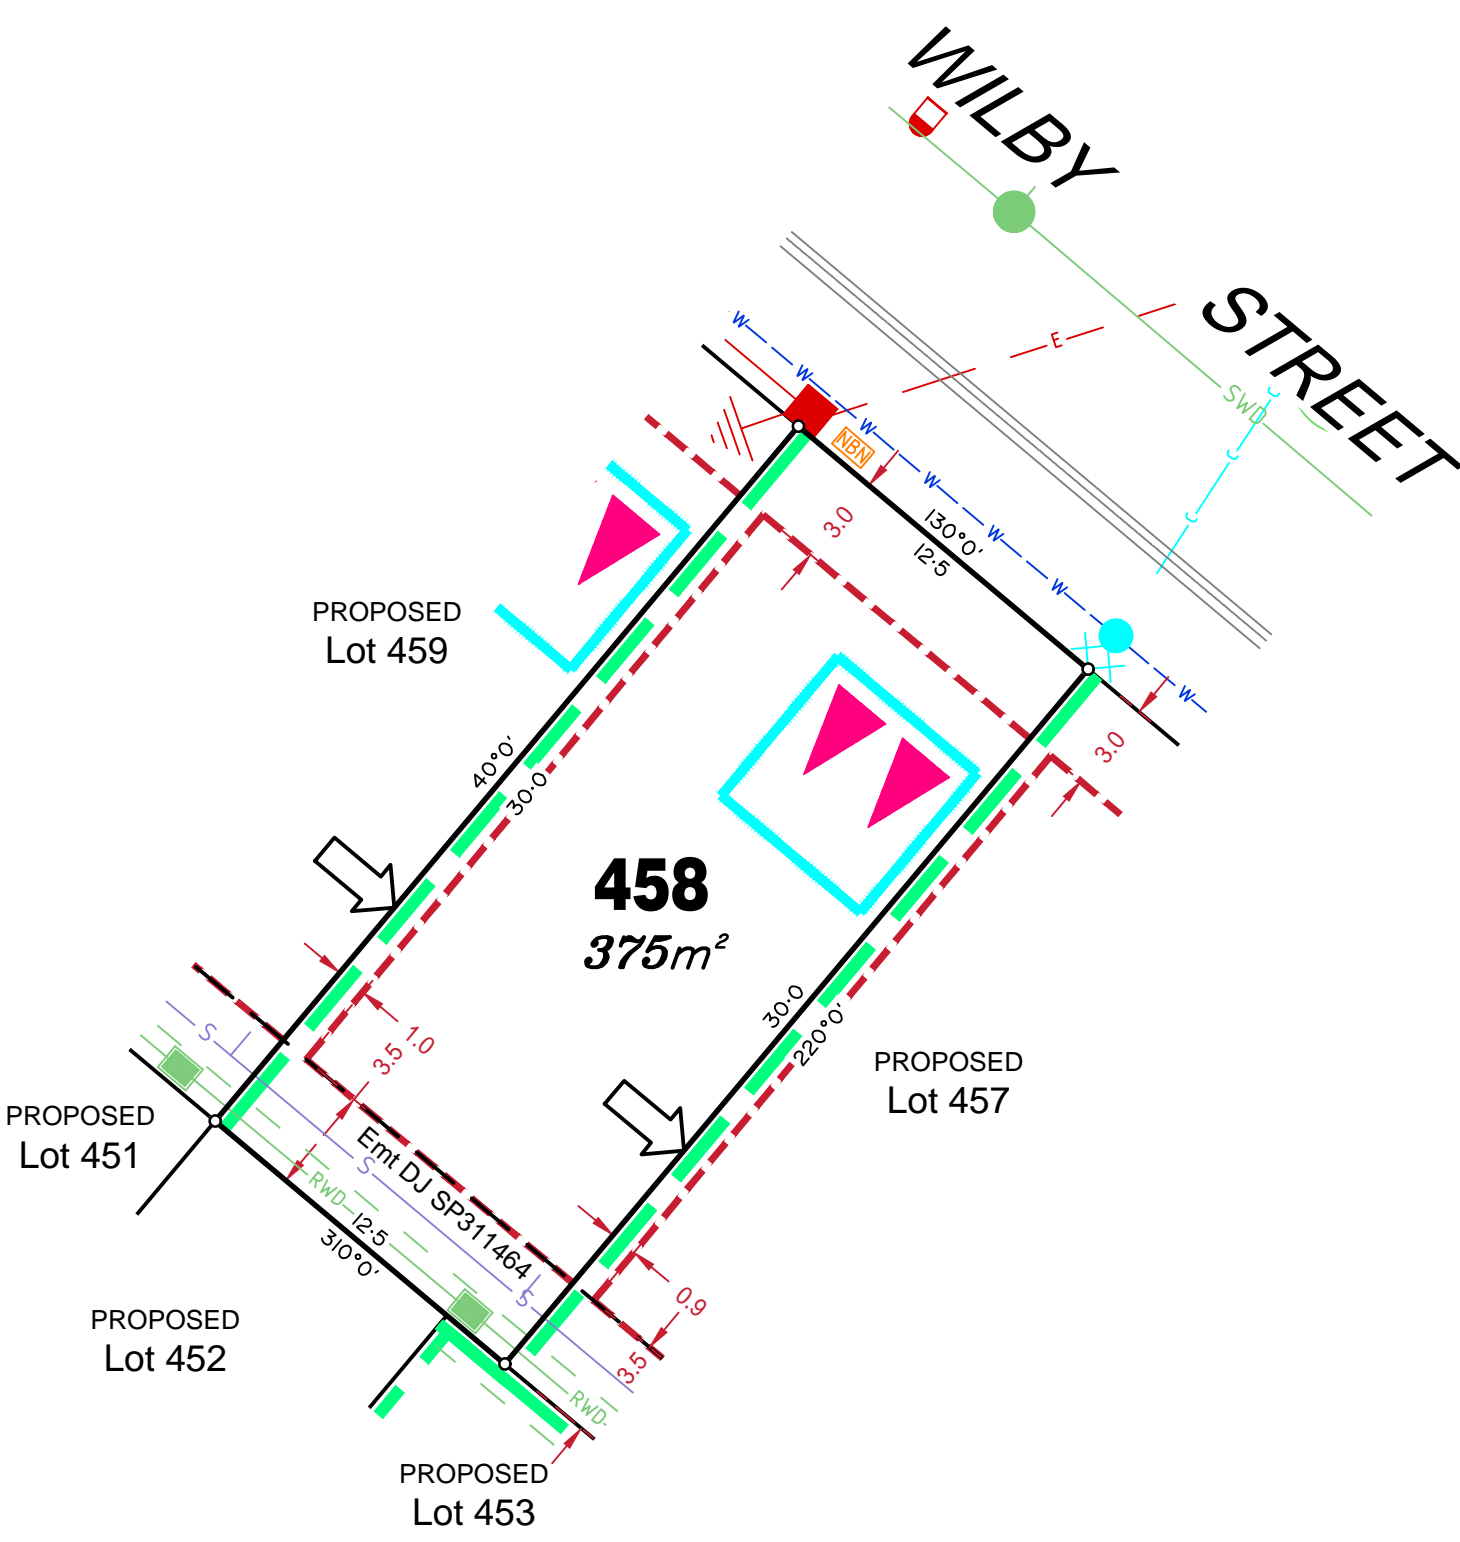 WILBY
STREET
W
W
W
W
W
W
W
E
SWD
C
C
C
NBN
3.0
130°0'
12·5
3.0
PROPOSED
Lot 459
40°0'
30·0
458
375m²
30·0
220°0'
PROPOSED
Lot 457
1.0
3.5
S
S
S
Emt DJ SP311464
RWD
12·5
310°0'
PROPOSED
Lot 451
0.9
3.5
RWD
PROPOSED
Lot 452
PROPOSED
Lot 453